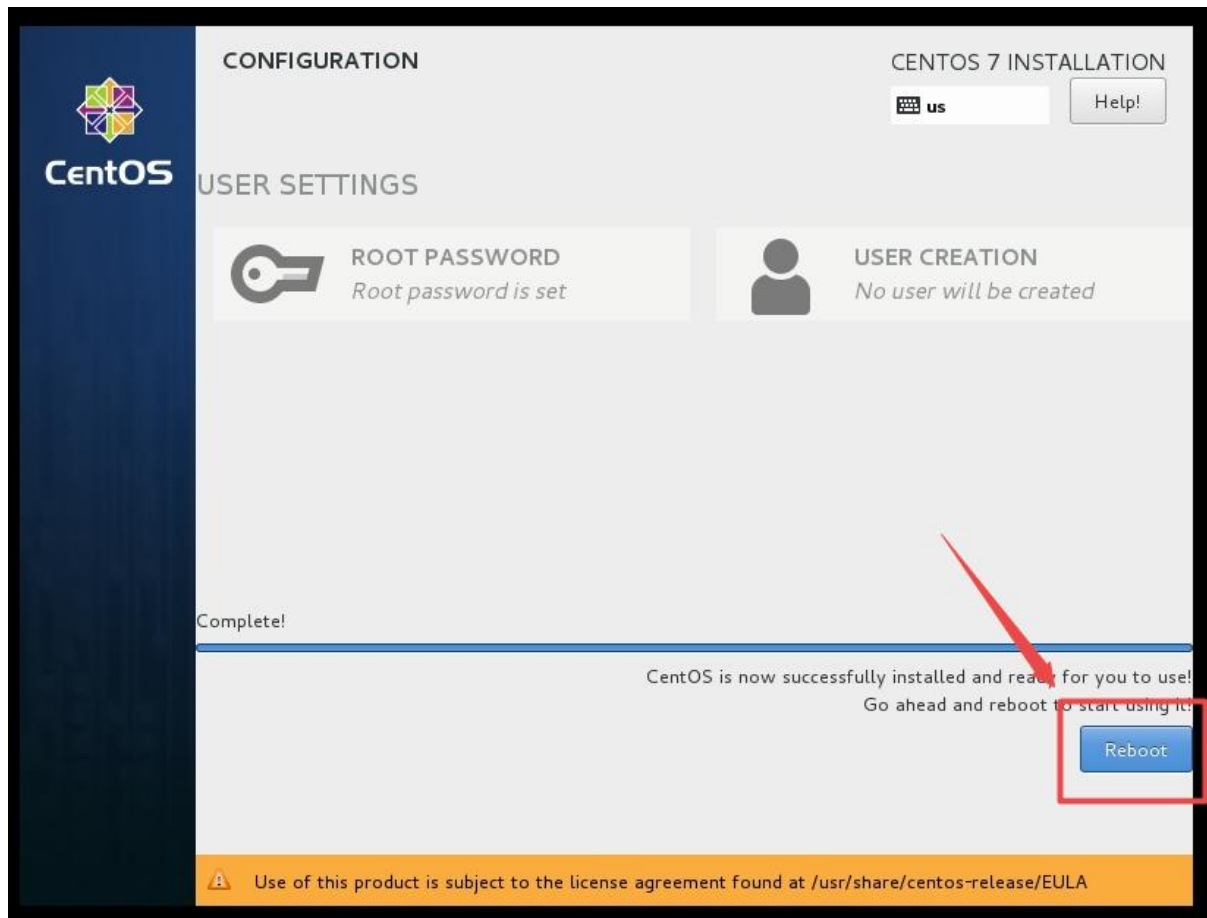 CONFIGURATION
CENTOS 7 INSTALLATION
us
Help!
CentOS
USER SETTINGS
ROOT PASSWORD
Root password is set
USER CREATION
No user will be created
Complete!
CentOS is now successfully installed and ready for you to use!
Go ahead and reboot to start using it!
Reboot
Use of this product is subject to the license agreement found at /usr/share/centos-release/EULA